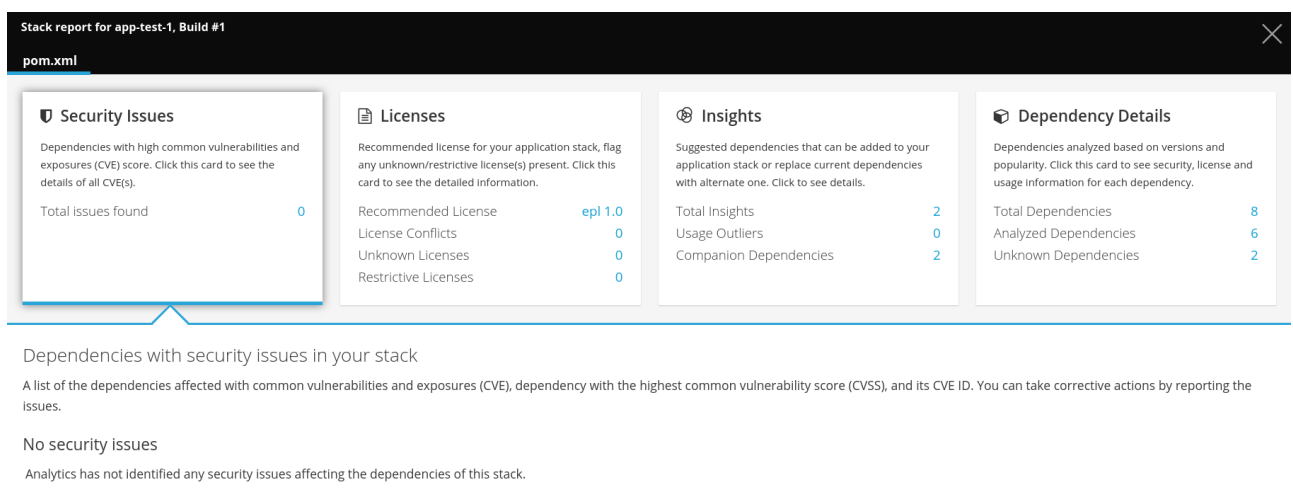 Stack report for app-test-1, Build #1
pom.xml
Security Issues
Dependencies with high common vulnerabilities and
exposures (CVE) score. Click this card to see the
details of all CVE(s).
Total issues found 0
Licenses
Recommended license for your application stack, flag
any unknown/restrictive license(s) present. Click this
card to see the detailed information.
Recommended License epl 1.0
License Conflicts 0
Unknown Licenses 0
Restrictive Licenses 0
Insights
Suggested dependencies that can be added to your
application stack or replace current dependencies
with alternate one. Click to see details.
Total Insights 2
Usage Outliers 0
Companion Dependencies 2
Dependency Details
Dependencies analyzed based on versions and
popularity. Click this card to see security, license and
usage information for each dependency.
Total Dependencies 8
Analyzed Dependencies 6
Unknown Dependencies 2
Dependencies with security issues in your stack
A list of the dependencies affected with common vulnerabilities and exposures (CVE), dependency with the highest common vulnerability score (CVSS), and its CVE ID. You can take corrective actions by reporting the
issues.
No security issues
Analytics has not identified any security issues affecting the dependencies of this stack.